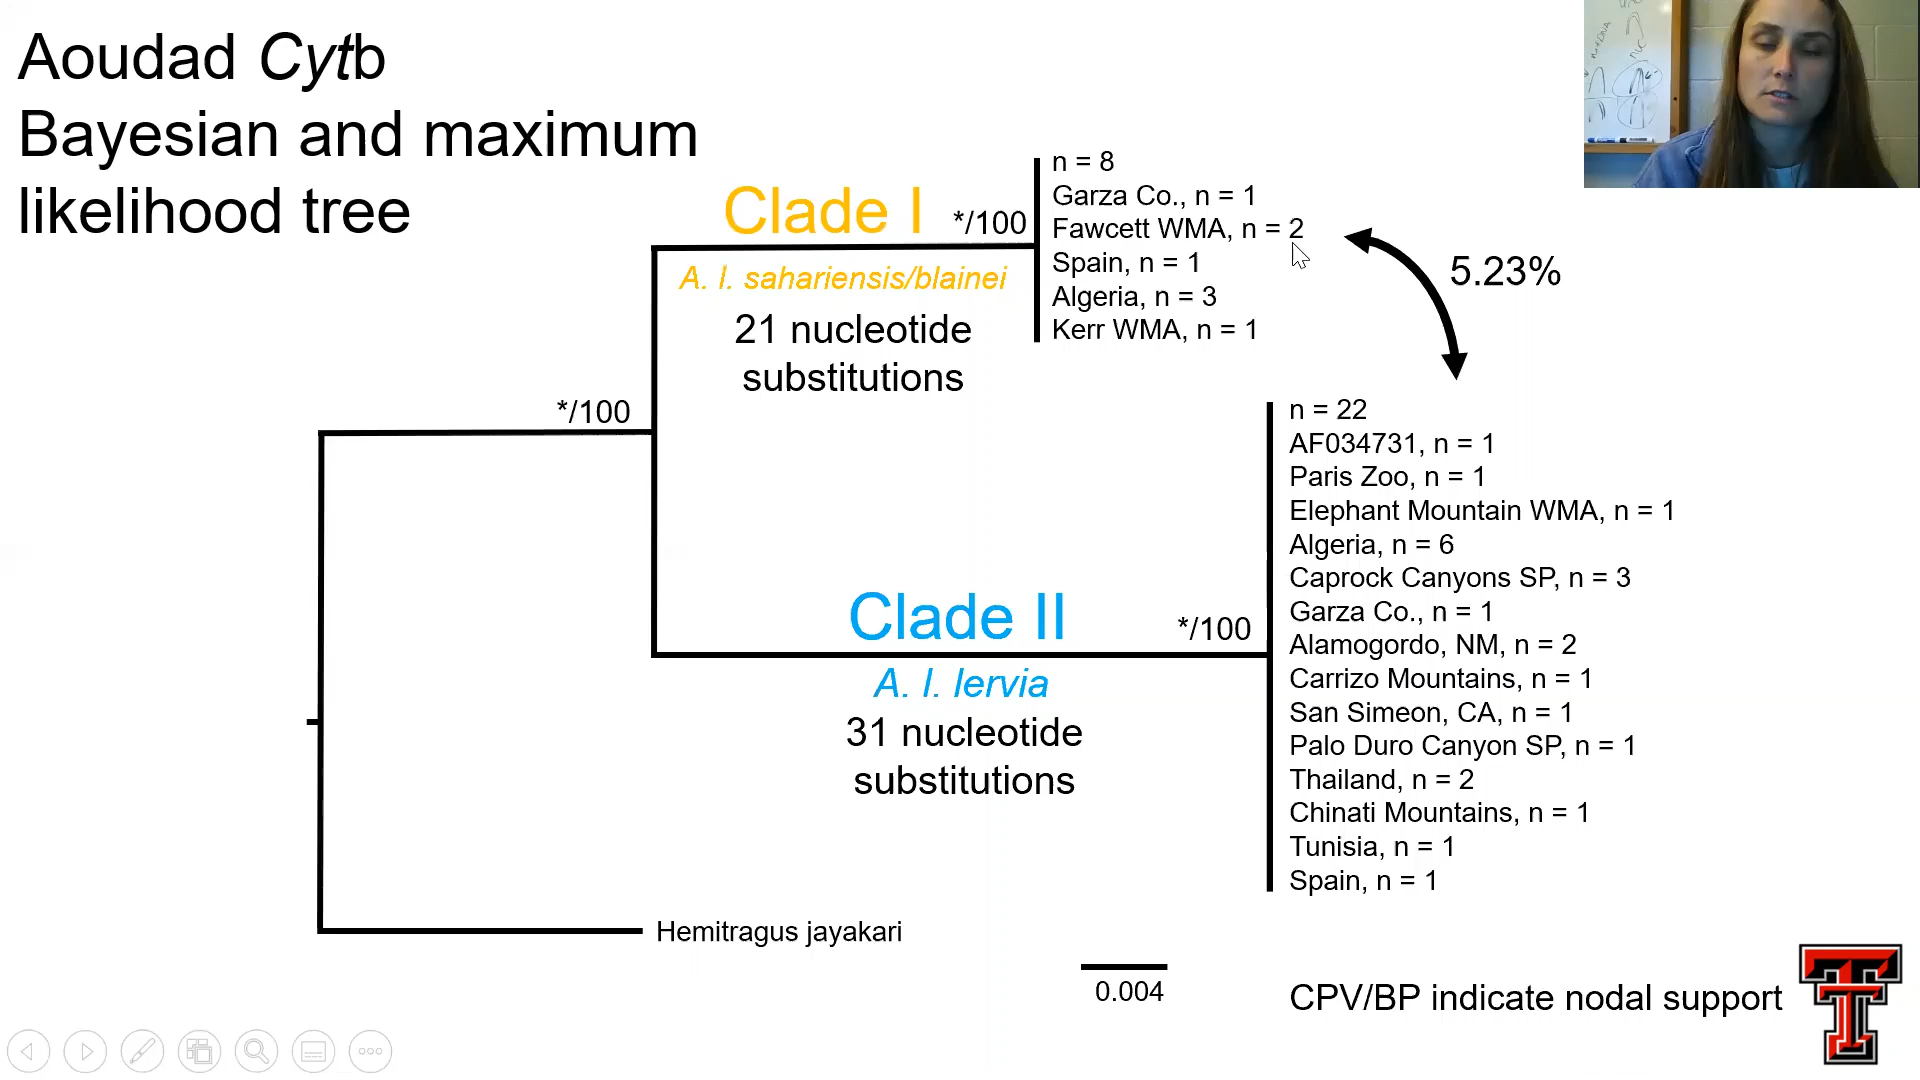 Aoudad Cytb
Bayesian and maximum
likelihood tree
Clade I
*/100
A. l. sahariensis/blainei
21 nucleotide
substitutions
n = 8
Garza Co., n = 1
Fawcett WMA, n = 2
Spain, n = 1
Algeria, n = 3
Kerr WMA, n = 1
5.23%
*/100
Clade II
*/100
A. l. lervia
31 nucleotide
substitutions
n = 22
AF034731, n = 1
Paris Zoo, n = 1
Elephant Mountain WMA, n = 1
Algeria, n = 6
Caprock Canyons SP, n = 3
Garza Co., n = 1
Alamogordo, NM, n = 2
Carrizo Mountains, n = 1
San Simeon, CA, n = 1
Palo Duro Canyon SP, n = 1
Thailand, n = 2
Chinati Mountains, n = 1
Tunisia, n = 1
Spain, n = 1
Hemitragus jayakari
0.004
CPV/BP indicate nodal support